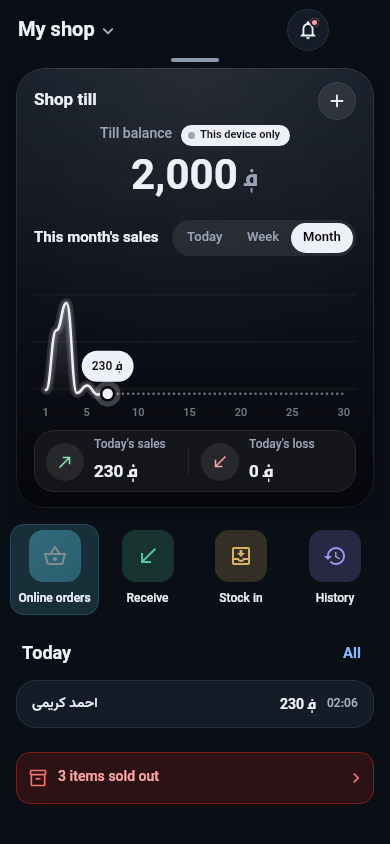 My shop
Shop till
Till balance
This device only
2,000 ؋
This month's sales
Today Week Month
230 ؋
1 5 10 15 20 25 30
Today's sales
230 ؋
Today's loss
0 ؋
Online orders
Receive
Stock in
History
Today
All
احمد کریمی
230 ؋
02:06
3 items sold out